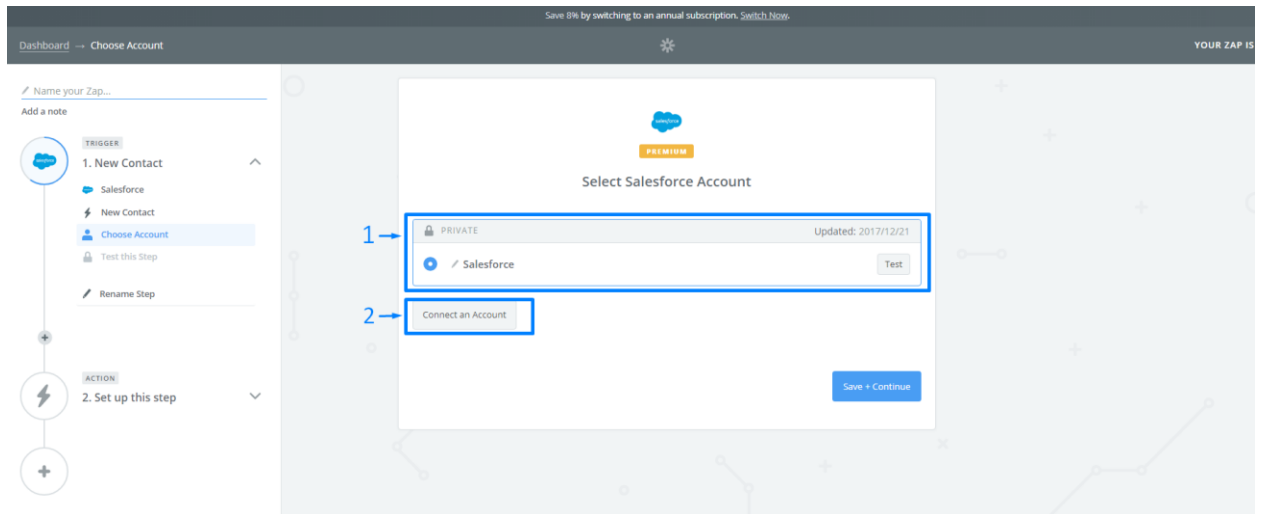 Save 8% by switching to an annual subscription. Switch Now.
Dashboard → Choose Account
YOUR ZAP IS
Name your Zap...
Add a note
TRIGGER
1. New Contact
Salesforce
New Contact
Choose Account
Test this Step
Rename Step
ACTION
2. Set up this step
salesforce
PREMIUM
Select Salesforce Account
1
PRIVATE
Updated: 2017/12/21
Salesforce
Test
2
Connect an Account
Save + Continue